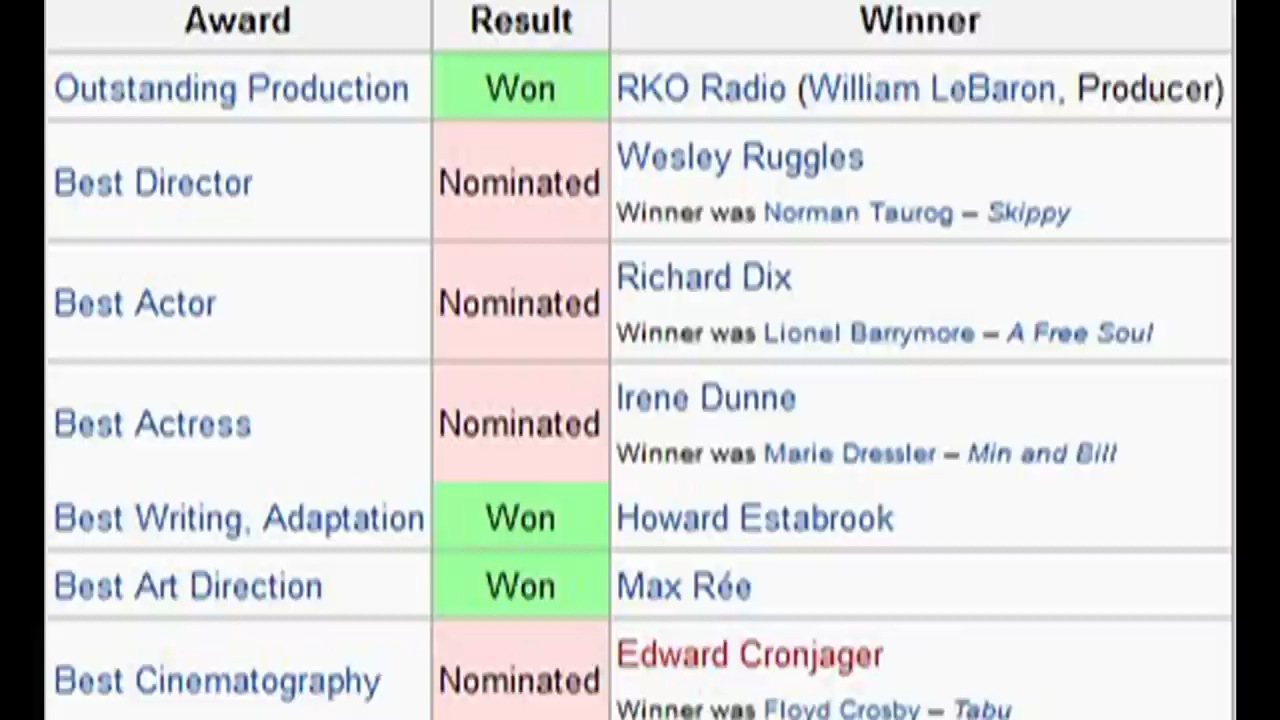 Award Result Winner
Outstanding Production Won RKO Radio (William LeBaron, Producer)
Best Director Nominated Wesley Ruggles
Winner was Norman Taurog – Skippy
Best Actor Nominated Richard Dix
Winner was Lionel Barrymore – A Free Soul
Best Actress Nominated Irene Dunne
Winner was Marie Dressler – Min and Bill
Best Writing, Adaptation Won Howard Estabrook
Best Art Direction Won Max Rée
Best Cinematography Nominated Edward Cronjager
Winner was Floyd Crosby – Tabu